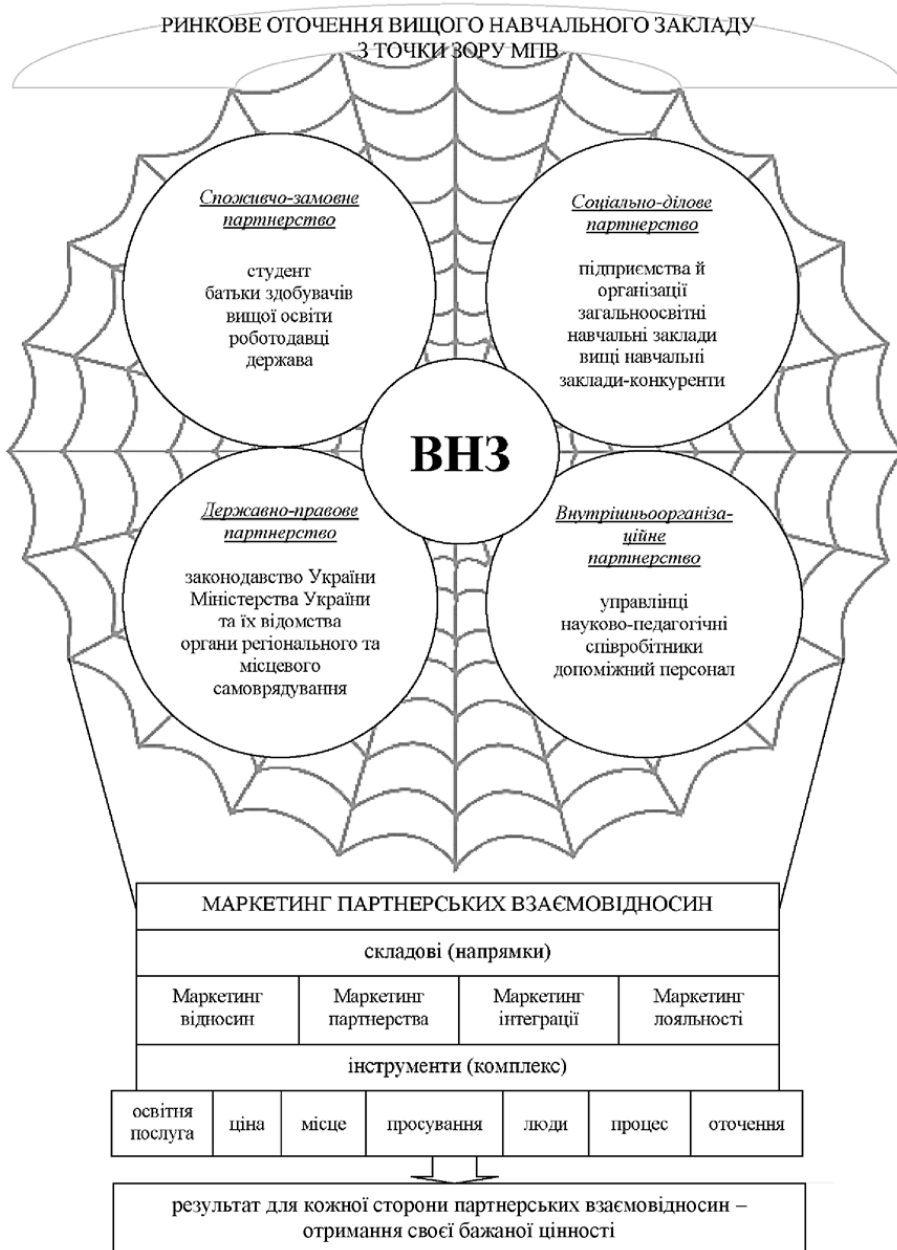 РИНКОВЕ ОТОЧЕННЯ ВИЩОГО НАВЧАЛЬНОГО ЗАКЛАДУ
З ТОЧКИ ЗОРУ МПВ
Споживчо-замовне
партнерство
студент
батьки здобувачів
вищої освіти
роботодавці
держава
Соціально-ділове
партнерство
підприємства й
організації
загальноосвітні
навчальні заклади
вищі навчальні
заклади-конкуренти
ВНЗ
Державно-правове
партнерство
законодавство України
Міністерства України
та їх відомства
органи регіонального та
місцевого
самоврядування
Внутрішньоорганіза-
ційне
партнерство
управлінці
науково-педагогічні
співробітники
допоміжний персонал
МАРКЕТИНГ ПАРТНЕРСЬКИХ ВЗАЄМОВІДНОСИН
складові (напрямки)
Маркетинг
відносин
Маркетинг
партнерства
Маркетинг
інтеграції
Маркетинг
лояльності
інструменти (комплекс)
освітня
послуга
ціна
місце
просування
люди
процес
оточення
результат для кожної сторони партнерських взаємовідносин –
отримання своєї бажаної цінності